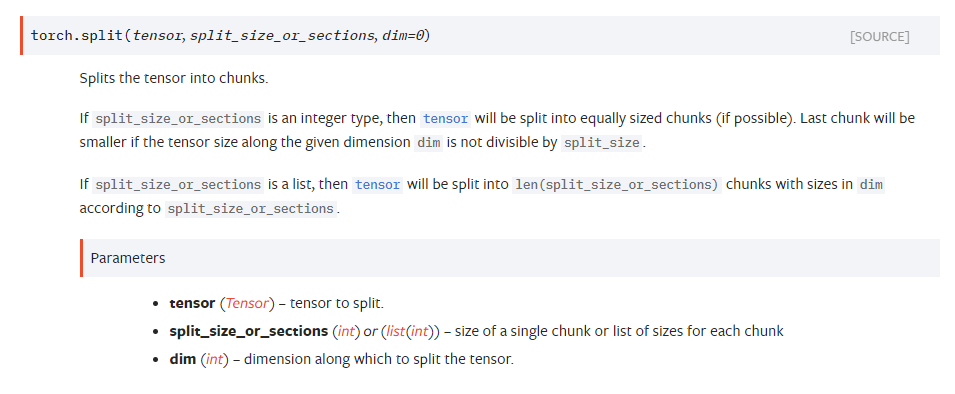 torch.split(tensor, split_size_or_sections, dim=0) [SOURCE]
Splits the tensor into chunks.
If split_size_or_sections is an integer type, then tensor will be split into equally sized chunks (if possible). Last chunk will be
smaller if the tensor size along the given dimension dim is not divisible by split_size.
If split_size_or_sections is a list, then tensor will be split into len(split_size_or_sections) chunks with sizes in dim
according to split_size_or_sections.
Parameters
• tensor (Tensor) – tensor to split.
• split_size_or_sections (int) or (list(int)) – size of a single chunk or list of sizes for each chunk
• dim (int) – dimension along which to split the tensor.